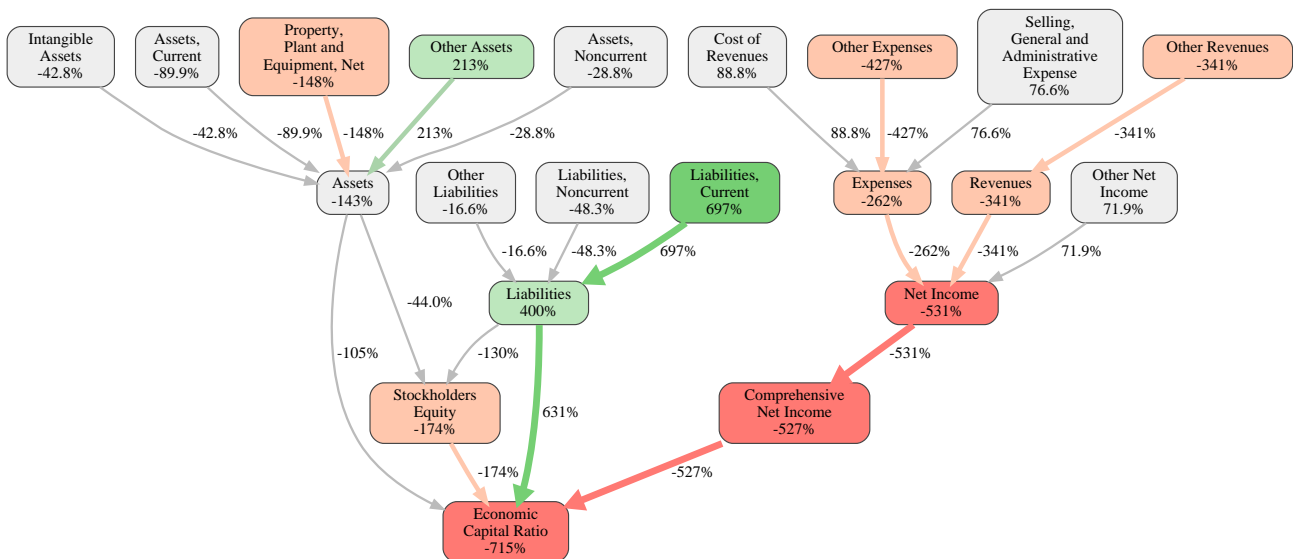 Intangible
Assets
-42.8%
Assets,
Current
-89.9%
Property,
Plant and
Equipment, Net
-148%
Other Assets
213%
Assets,
Noncurrent
-28.8%
Cost of
Revenues
88.8%
Other Expenses
-427%
Selling,
General and
Administrative
Expense
76.6%
Other Revenues
-341%
-42.8%
-89.9%
-148%
213%
-28.8%
88.8%
-427%
76.6%
-341%
Assets
-143%
Other
Liabilities
-16.6%
Liabilities,
Noncurrent
-48.3%
Liabilities,
Current
697%
Expenses
-262%
Revenues
-341%
Other Net
Income
71.9%
-16.6%
-48.3%
697%
-262%
-341%
71.9%
-44.0%
Liabilities
400%
Net Income
-531%
-105%
-130%
-531%
Stockholders
Equity
-174%
631%
Comprehensive
Net Income
-527%
-174%
-527%
Economic
Capital Ratio
-715%